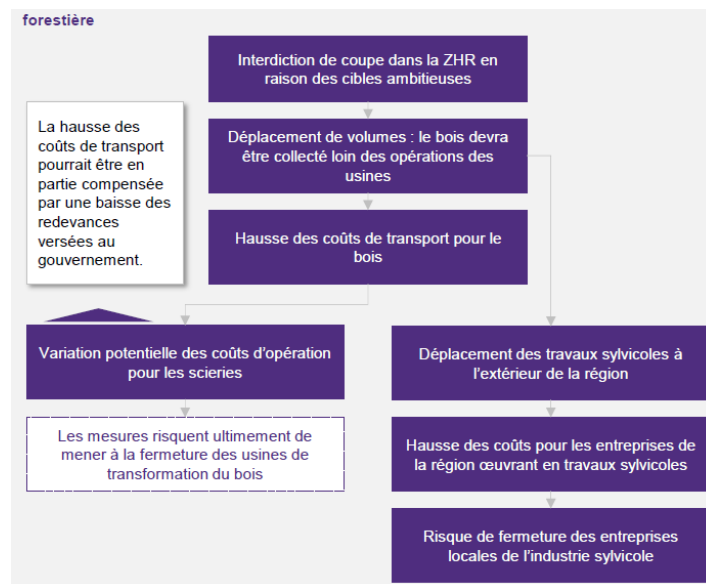 forestière
Interdiction de coupe dans la ZHR en
raison des cibles ambitieuses
La hausse des
coûts de transport
pourrait être en
partie compensée
par une baisse des
redevances
versées au
gouvernement.
Déplacement de volumes : le bois devra
être collecté loin des opérations des
usines
Hausse des coûts de transport pour le
bois
Variation potentielle des coûts d'opération
pour les scieries
Les mesures risquent ultimement de
mener à la fermeture des usines de
transformation du bois
Déplacement des travaux sylvicoles à
l'extérieur de la région
Hausse des coûts pour les entreprises de
la région œuvrant en travaux sylvicoles
Risque de fermeture des entreprises
locales de l'industrie sylvicole